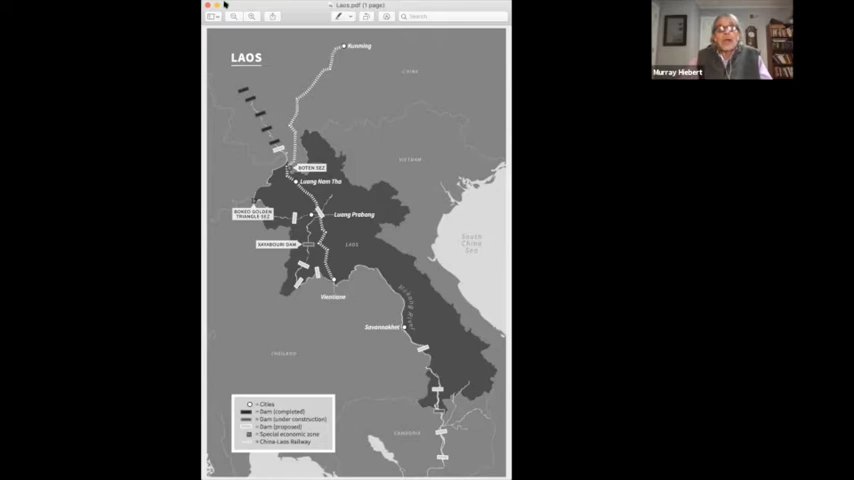 Laos.pdf (1 page)
Search
LAOS
Kunming
CHINA
VIETNAM
BOTEN SEZ
Luang Nam Tha
BOKEO GOLDEN
TRIANGLE SEZ
Luang Prabang
XAYABOURI DAM
LAOS
South
China
Sea
Vientiane
Mekong River
Savannakhet
THAILAND
CAMBODIA
= Cities
= Dam (completed)
= Dam (under construction)
= Dam (proposed)
= Special economic zone
= China-Laos Railway
Murray Hiebert